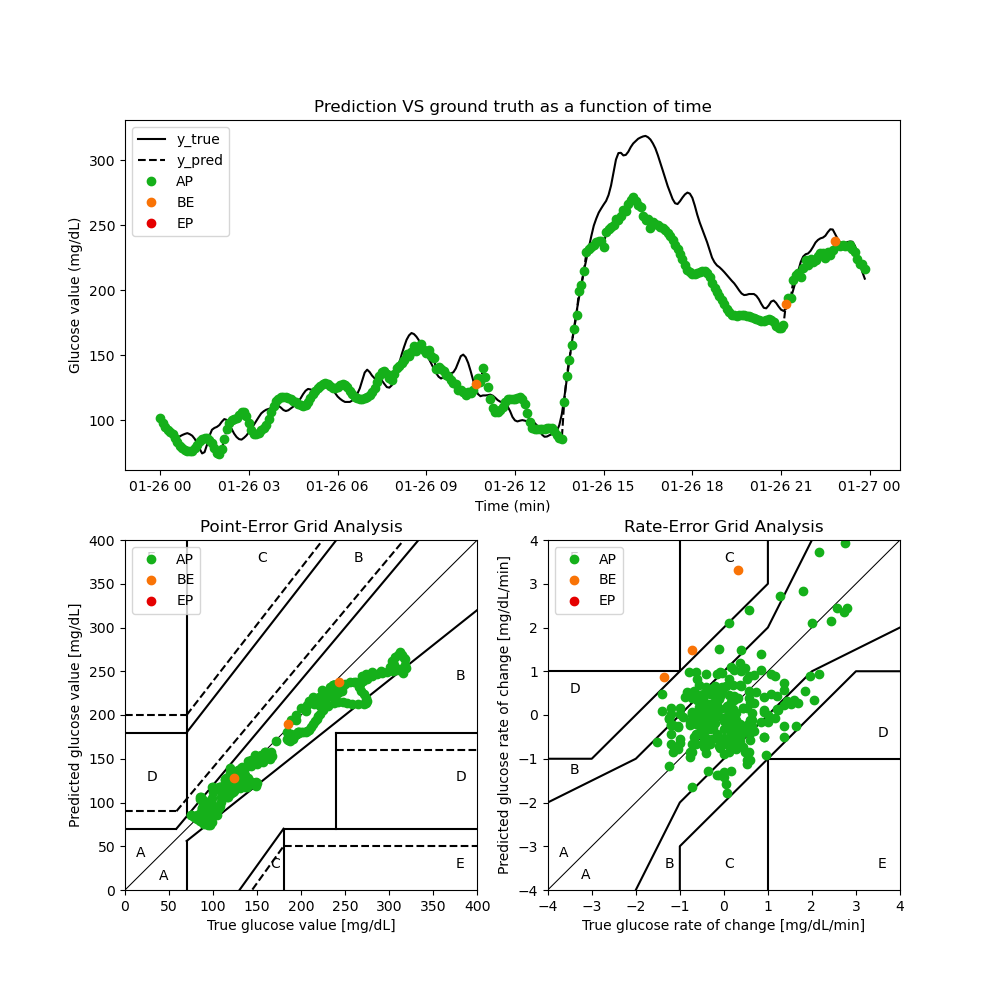 Prediction VS ground truth as a function of time
Glucose value (mg/dL)
300
250
200
150
100
y_true
y_pred
AP
BE
EP
01-26 00 01-26 03 01-26 06 01-26 09 01-26 12 01-26 15 01-26 18 01-26 21 01-27 00
Time (min)
Point-Error Grid Analysis
Predicted glucose value [mg/dL]
400
350
300
250
200
150
100
50
0
AP
BE
EP
C
B
B
D
D
A
A
C
E
0 50 100 150 200 250 300 350 400
True glucose value [mg/dL]
Rate-Error Grid Analysis
Predicted glucose rate of change [mg/dL/min]
4
3
2
1
0
−1
−2
−3
−4
AP
BE
EP
C
D
D
B
A
A
B
C
E
−4 −3 −2 −1 0 1 2 3 4
True glucose rate of change [mg/dL/min]